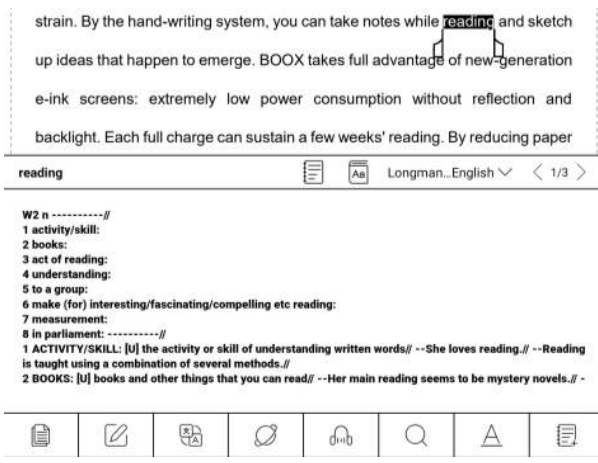 strain. By the hand-writing system, you can take notes while reading and sketch
up ideas that happen to emerge. BOOX takes full advantage of new-generation
e-ink screens: extremely low power consumption without reflection and
backlight. Each full charge can sustain a few weeks' reading. By reducing paper
reading AB Longman...English 1/3
W2 n ----------//
1 activity/skill:
2 books:
3 act of reading:
4 understanding:
5 to a group:
6 make (for) interesting/fascinating/compelling etc reading:
7 measurement:
8 in parliament: ----------//
1 ACTIVITY/SKILL: [U] the activity or skill of understanding written words// --She loves reading.// --Reading
is taught using a combination of several methods.//
2 BOOKS: [U] books and other things that you can read// --Her main reading seems to be mystery novels.// -
文 A A